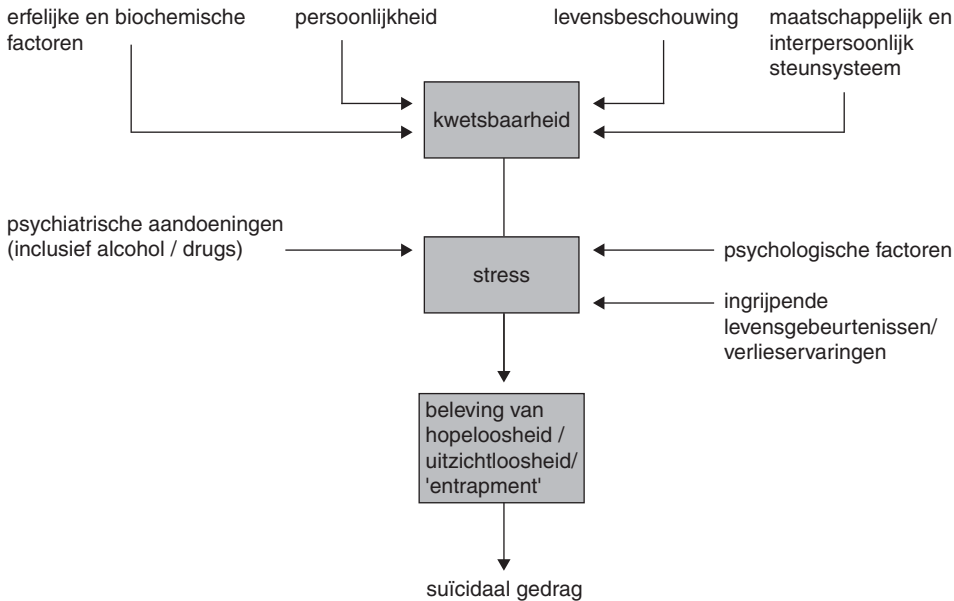 erfelijke en biochemische
factoren
persoonlijkheid
levensbeschouwing
maatschappelijk en
interpersoonlijk
steunsysteem
kwetsbaarheid
psychiatrische aandoeningen
(inclusief alcohol / drugs)
stress
psychologische factoren
ingrijpende
levensgebeurtenissen/
verlieservaringen
beleving van
hopeloosheid /
uitzichtloosheid/
'entrapment'
suïcidaal gedrag